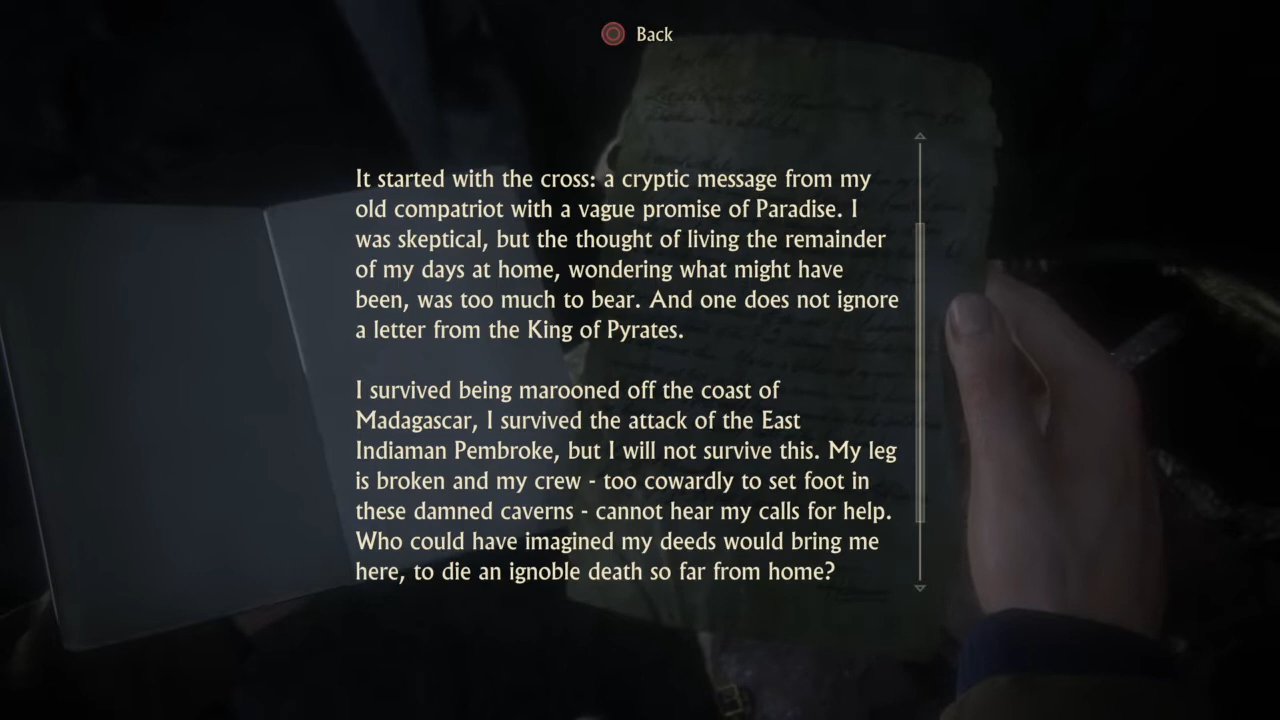 Back
It started with the cross: a cryptic message from my
old compatriot with a vague promise of Paradise. I
was skeptical, but the thought of living the remainder
of my days at home, wondering what might have
been, was too much to bear. And one does not ignore
a letter from the King of Pyrates.
I survived being marooned off the coast of
Madagascar, I survived the attack of the East
Indiaman Pembroke, but I will not survive this. My leg
is broken and my crew - too cowardly to set foot in
these damned caverns - cannot hear my calls for help.
Who could have imagined my deeds would bring me
here, to die an ignoble death so far from home?